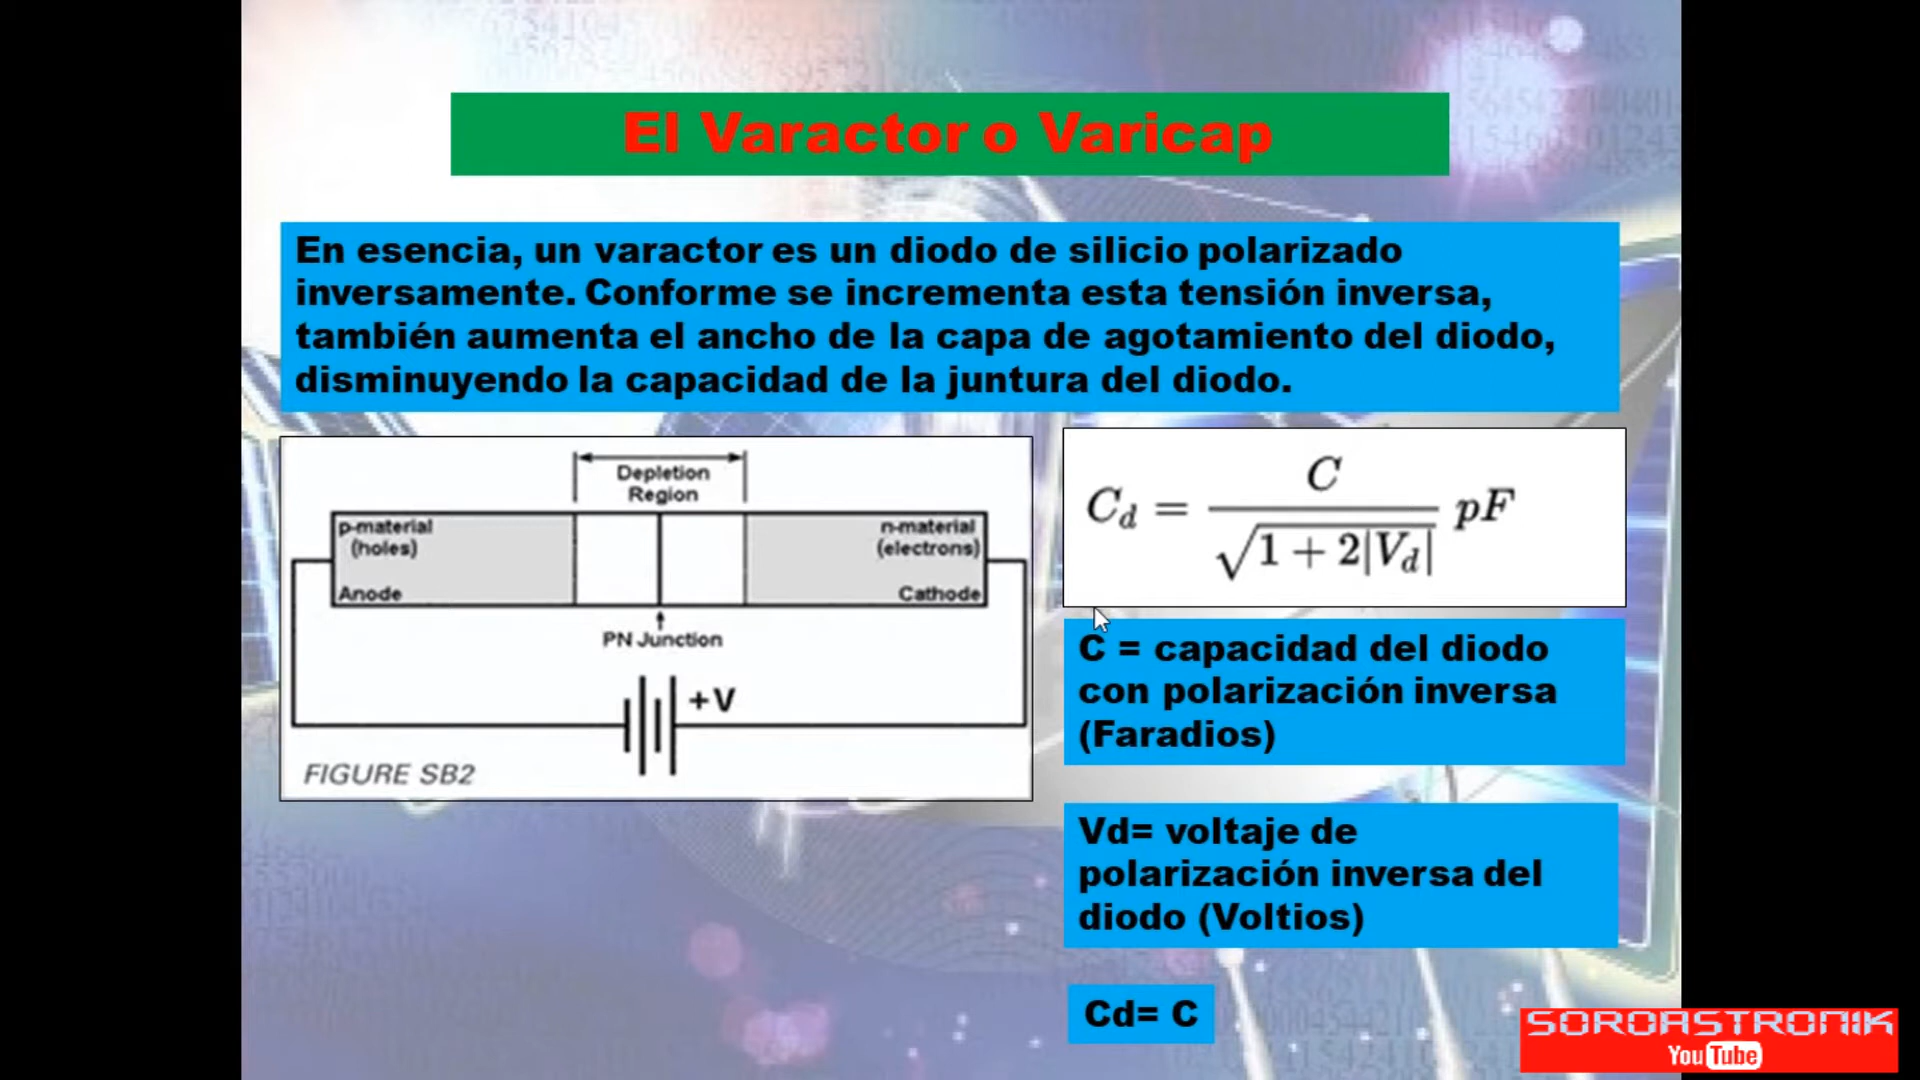 El Varactor o Varicap
En esencia, un varactor es un diodo de silicio polarizado
inversamente. Conforme se incrementa esta tensión inversa,
también aumenta el ancho de la capa de agotamiento del diodo,
disminuyendo la capacidad de la juntura del diodo.
Depletion
Region
p-material
(holes)
Anode
n-material
(electrons)
Cathode
PN Junction
+V
FIGURE SB2
C_d = C / √(1 + 2|V_d|) pF
C = capacidad del diodo
con polarización inversa
(Faradios)
Vd= voltaje de
polarización inversa del
diodo (Voltios)
Cd= C
SOROASTRONIK
YouTube